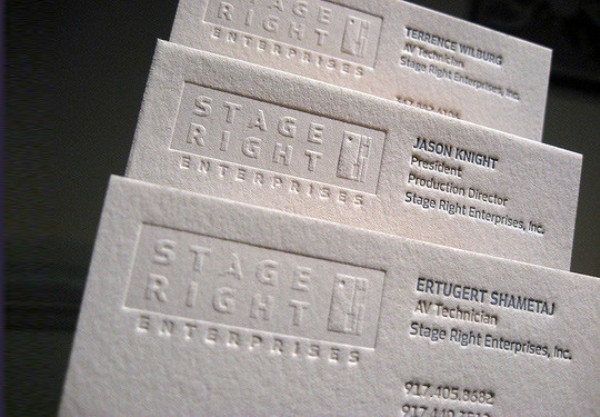 STAGE
RIGHT
ENTERPRISES
TERRENCE WILBURG
AV Technician
Stage Right Enterprises, Inc.
STAGE
RIGHT
ENTERPRISES
JASON KNIGHT
President
Production Director
Stage Right Enterprises, Inc.
STAGE
RIGHT
ENTERPRISES
ERTUGERT SHAMETAJ
AV Technician
Stage Right Enterprises, Inc.
917.405.8682